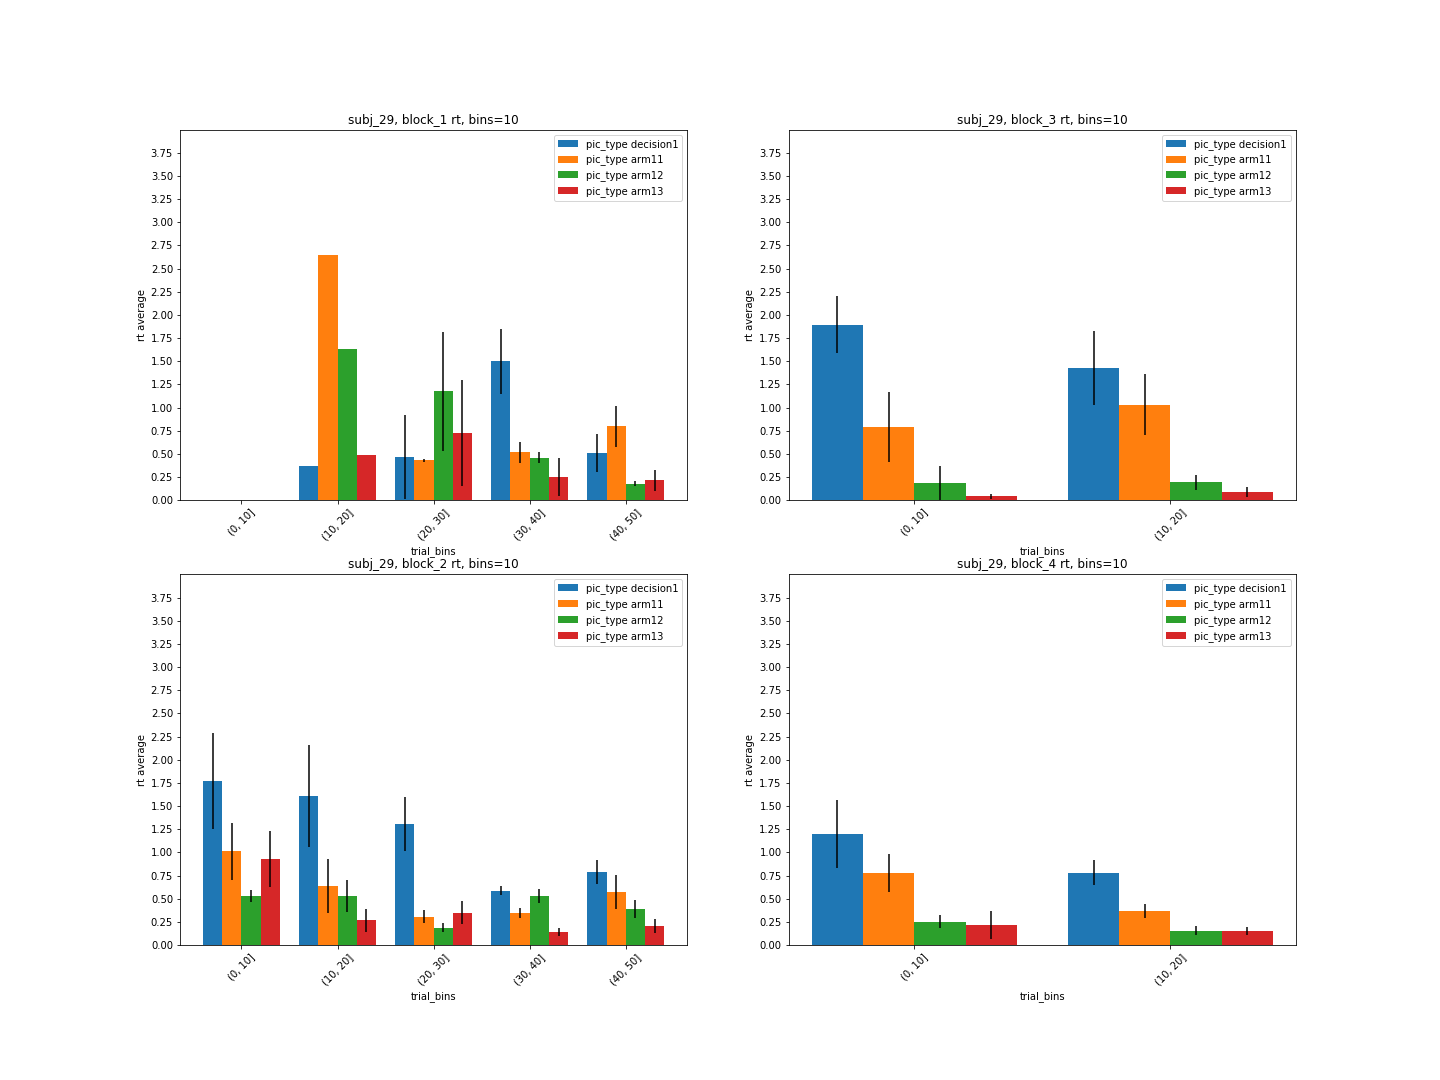 subj_29, block_1 rt, bins=10
pic_type decision1
pic_type arm11
pic_type arm12
pic_type arm13
rt average
3.75
3.50
3.25
3.00
2.75
2.50
2.25
2.00
1.75
1.50
1.25
1.00
0.75
0.50
0.25
0.00
(0, 10]
(10, 20]
(20, 30]
(30, 40]
(40, 50]
trial_bins
subj_29, block_3 rt, bins=10
pic_type decision1
pic_type arm11
pic_type arm12
pic_type arm13
rt average
3.75
3.50
3.25
3.00
2.75
2.50
2.25
2.00
1.75
1.50
1.25
1.00
0.75
0.50
0.25
0.00
(0, 10]
(10, 20]
trial_bins
subj_29, block_2 rt, bins=10
pic_type decision1
pic_type arm11
pic_type arm12
pic_type arm13
rt average
3.75
3.50
3.25
3.00
2.75
2.50
2.25
2.00
1.75
1.50
1.25
1.00
0.75
0.50
0.25
0.00
(0, 10]
(10, 20]
(20, 30]
(30, 40]
(40, 50]
trial_bins
subj_29, block_4 rt, bins=10
pic_type decision1
pic_type arm11
pic_type arm12
pic_type arm13
rt average
3.75
3.50
3.25
3.00
2.75
2.50
2.25
2.00
1.75
1.50
1.25
1.00
0.75
0.50
0.25
0.00
(0, 10]
(10, 20]
trial_bins